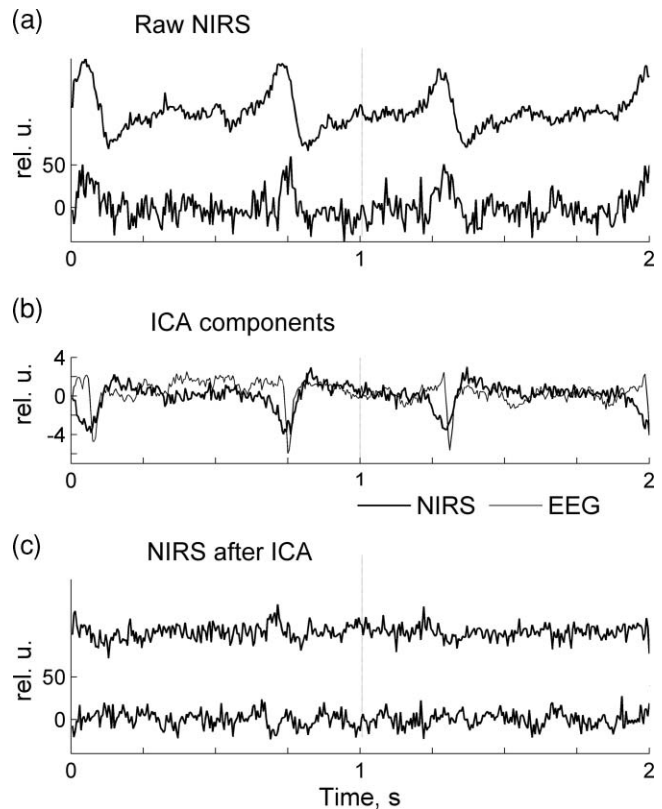 (a) Raw NIRS
rel. u.
50
0
0 1 2
(b) ICA components
rel. u.
4
0
-4
0 1 2
NIRS EEG
(c) NIRS after ICA
rel. u.
50
0
0 1 2
Time, s